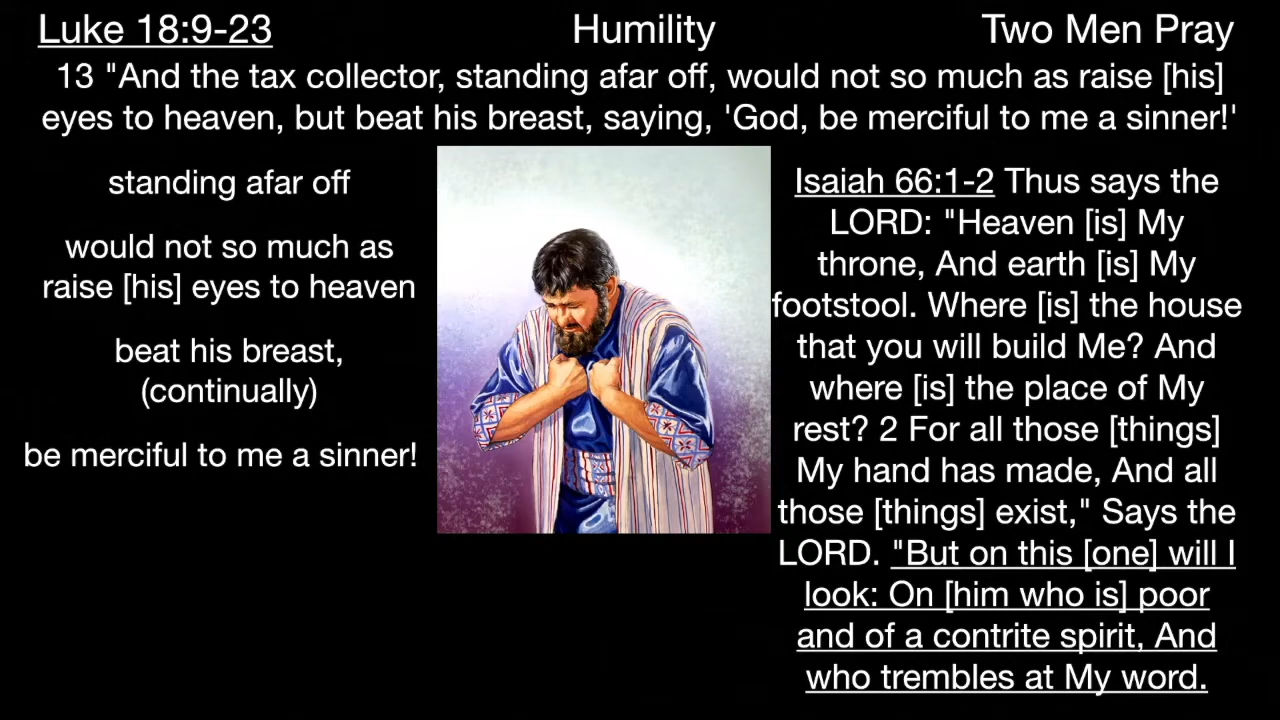 Luke 18:9-23
Humility
Two Men Pray
13 "And the tax collector, standing afar off, would not so much as raise [his]
eyes to heaven, but beat his breast, saying, 'God, be merciful to me a sinner!'
standing afar off
would not so much as
raise [his] eyes to heaven
beat his breast,
(continually)
be merciful to me a sinner!
Isaiah 66:1-2 Thus says the
LORD: "Heaven [is] My
throne, And earth [is] My
footstool. Where [is] the house
that you will build Me? And
where [is] the place of My
rest? 2 For all those [things]
My hand has made, And all
those [things] exist," Says the
LORD. "But on this [one] will I
look: On [him who is] poor
and of a contrite spirit, And
who trembles at My word.